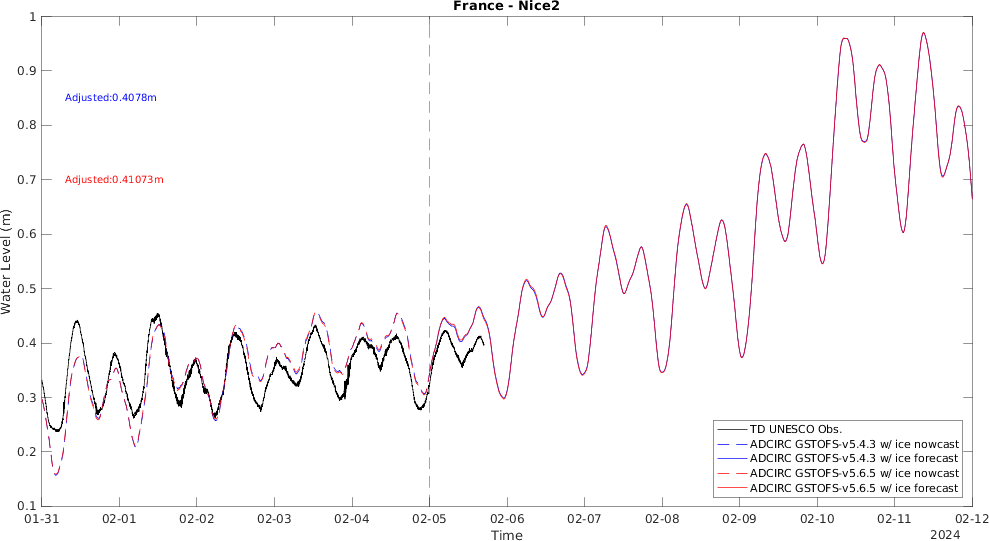 France - Nice2
1
0.9
0.8
0.7
0.6
0.5
0.4
0.3
0.2
0.1
Water Level (m)
Adjusted:0.4078m
Adjusted:0.41073m
TD UNESCO Obs.
ADCIRC GSTOFS-v5.4.3 w/ ice nowcast
ADCIRC GSTOFS-v5.4.3 w/ ice forecast
ADCIRC GSTOFS-v5.6.5 w/ ice nowcast
ADCIRC GSTOFS-v5.6.5 w/ ice forecast
01-31 02-01 02-02 02-03 02-04 02-05 02-06 02-07 02-08 02-09 02-10 02-11 02-12
Time
2024